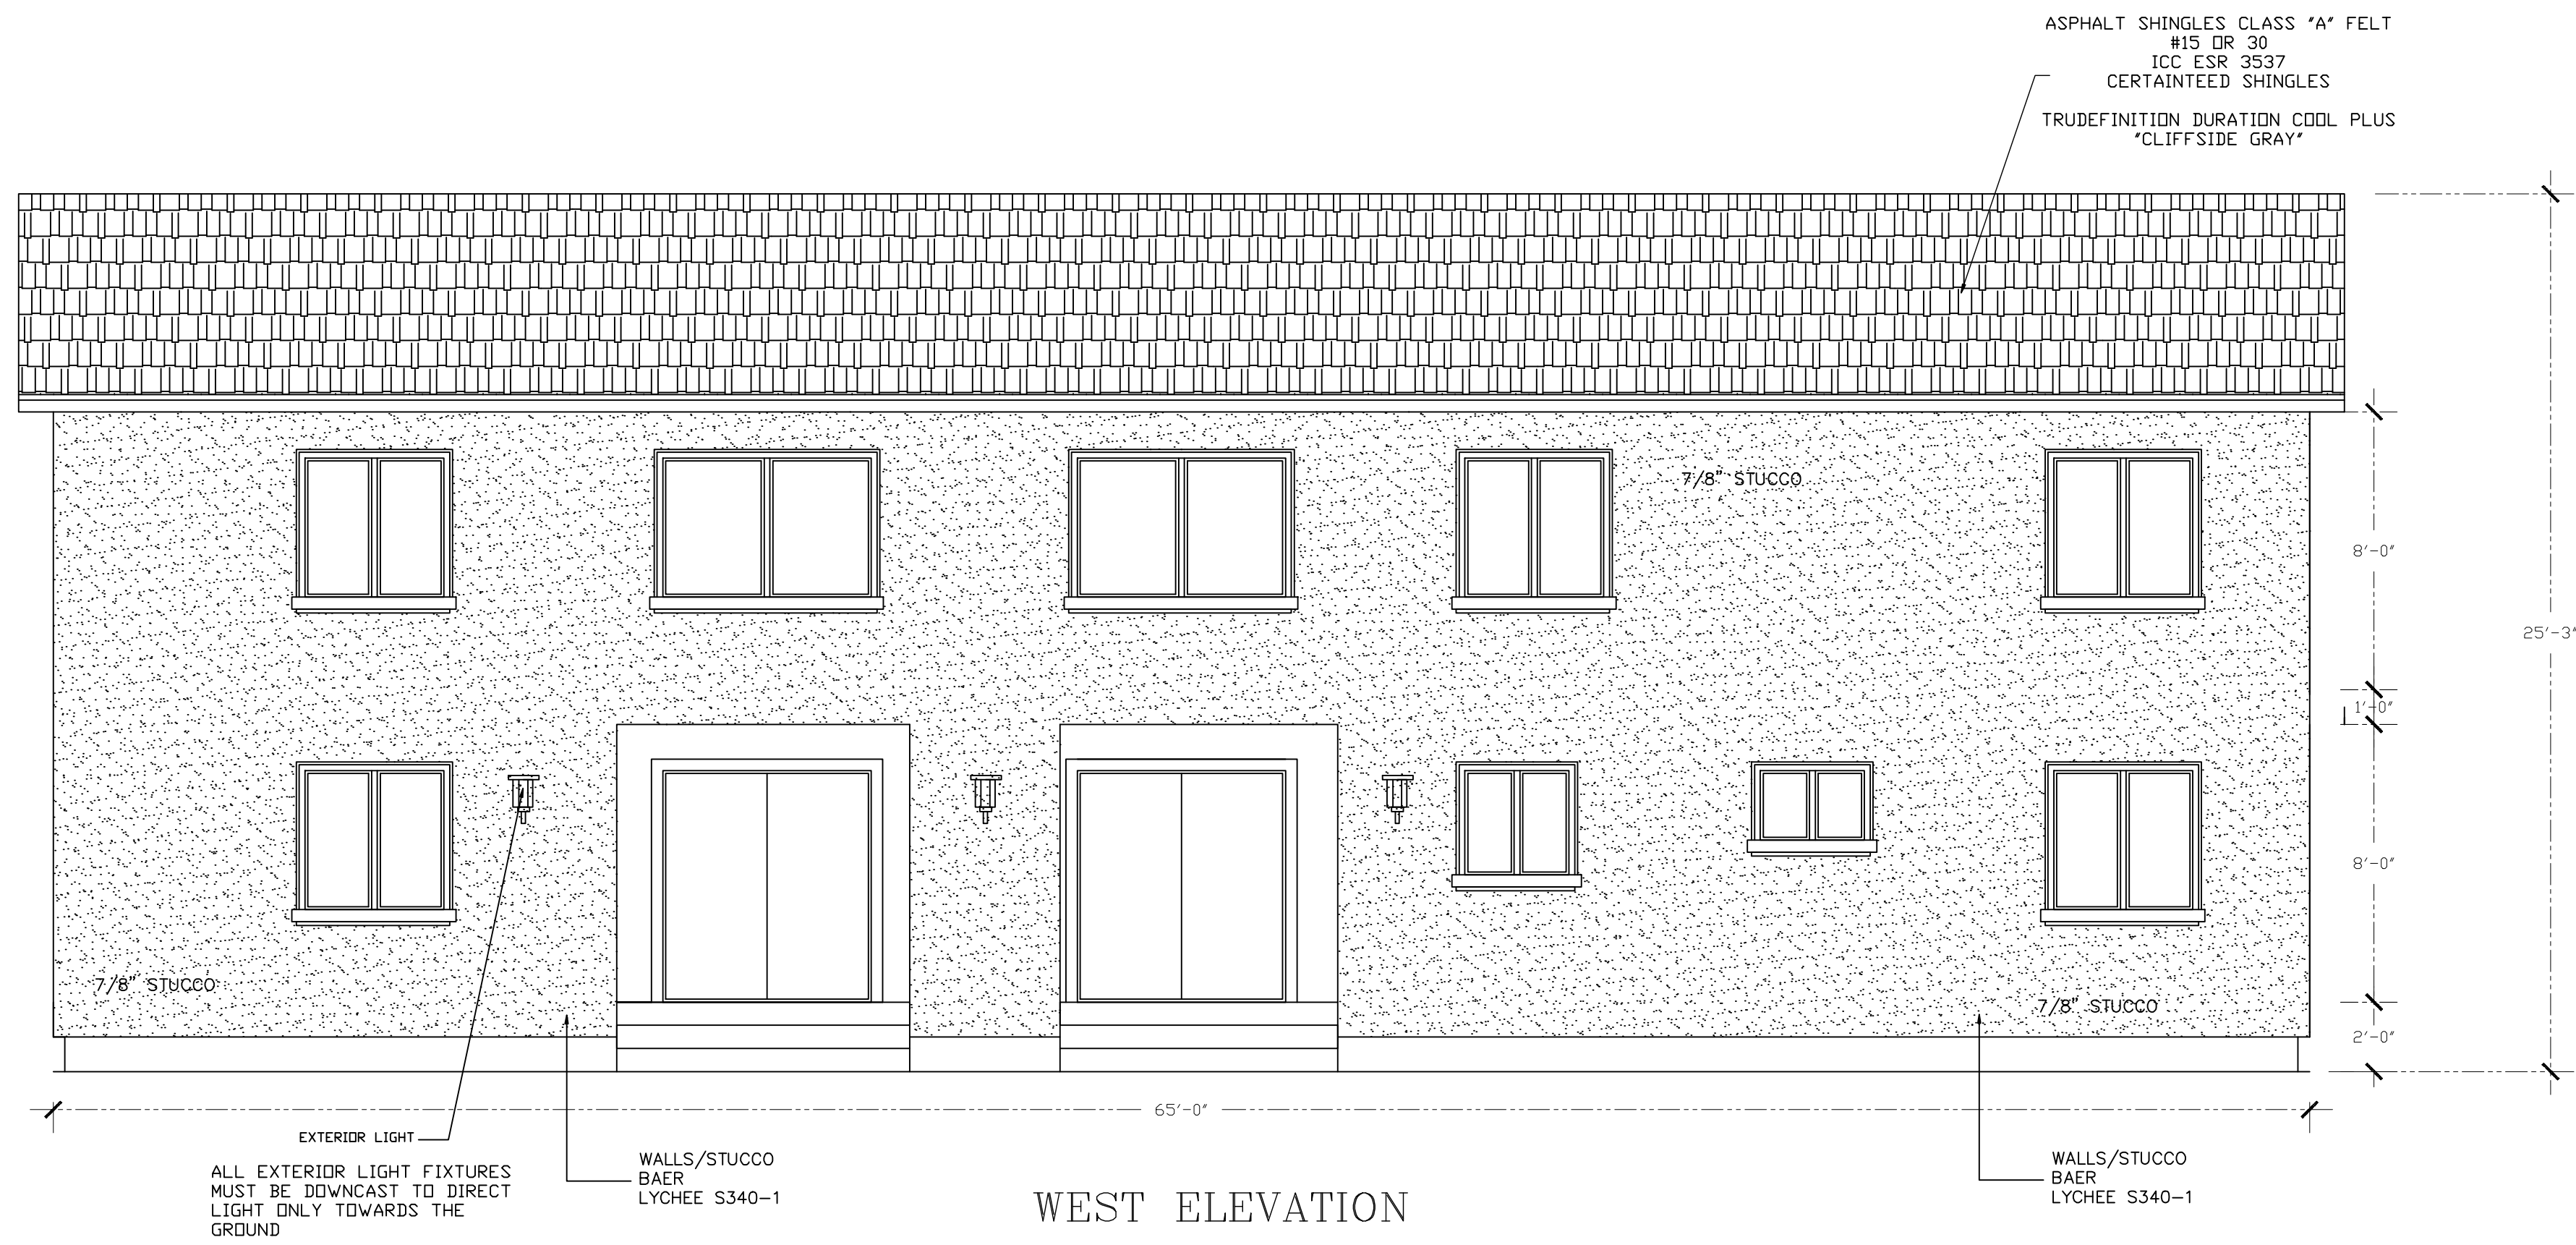 ASPHALT SHINGLES CLASS "A" FELT
#15 OR 30
ICC ESR 3537
CERTAINTEED SHINGLES
TRUDEFINITION DURATION COOL PLUS
"CLIFFSIDE GRAY"
7/8" STUCCO
8'-0"
25'-3"
1'-0"
8'-0"
7/8" STUCCO
7/8" STUCCO
2'-0"
65'-0"
EXTERIOR LIGHT
ALL EXTERIOR LIGHT FIXTURES
MUST BE DOWNCAST TO DIRECT
LIGHT ONLY TOWARDS THE
GROUND
WALLS/STUCCO
BAER
LYCHEE S340-1
WEST ELEVATION
WALLS/STUCCO
BAER
LYCHEE S340-1